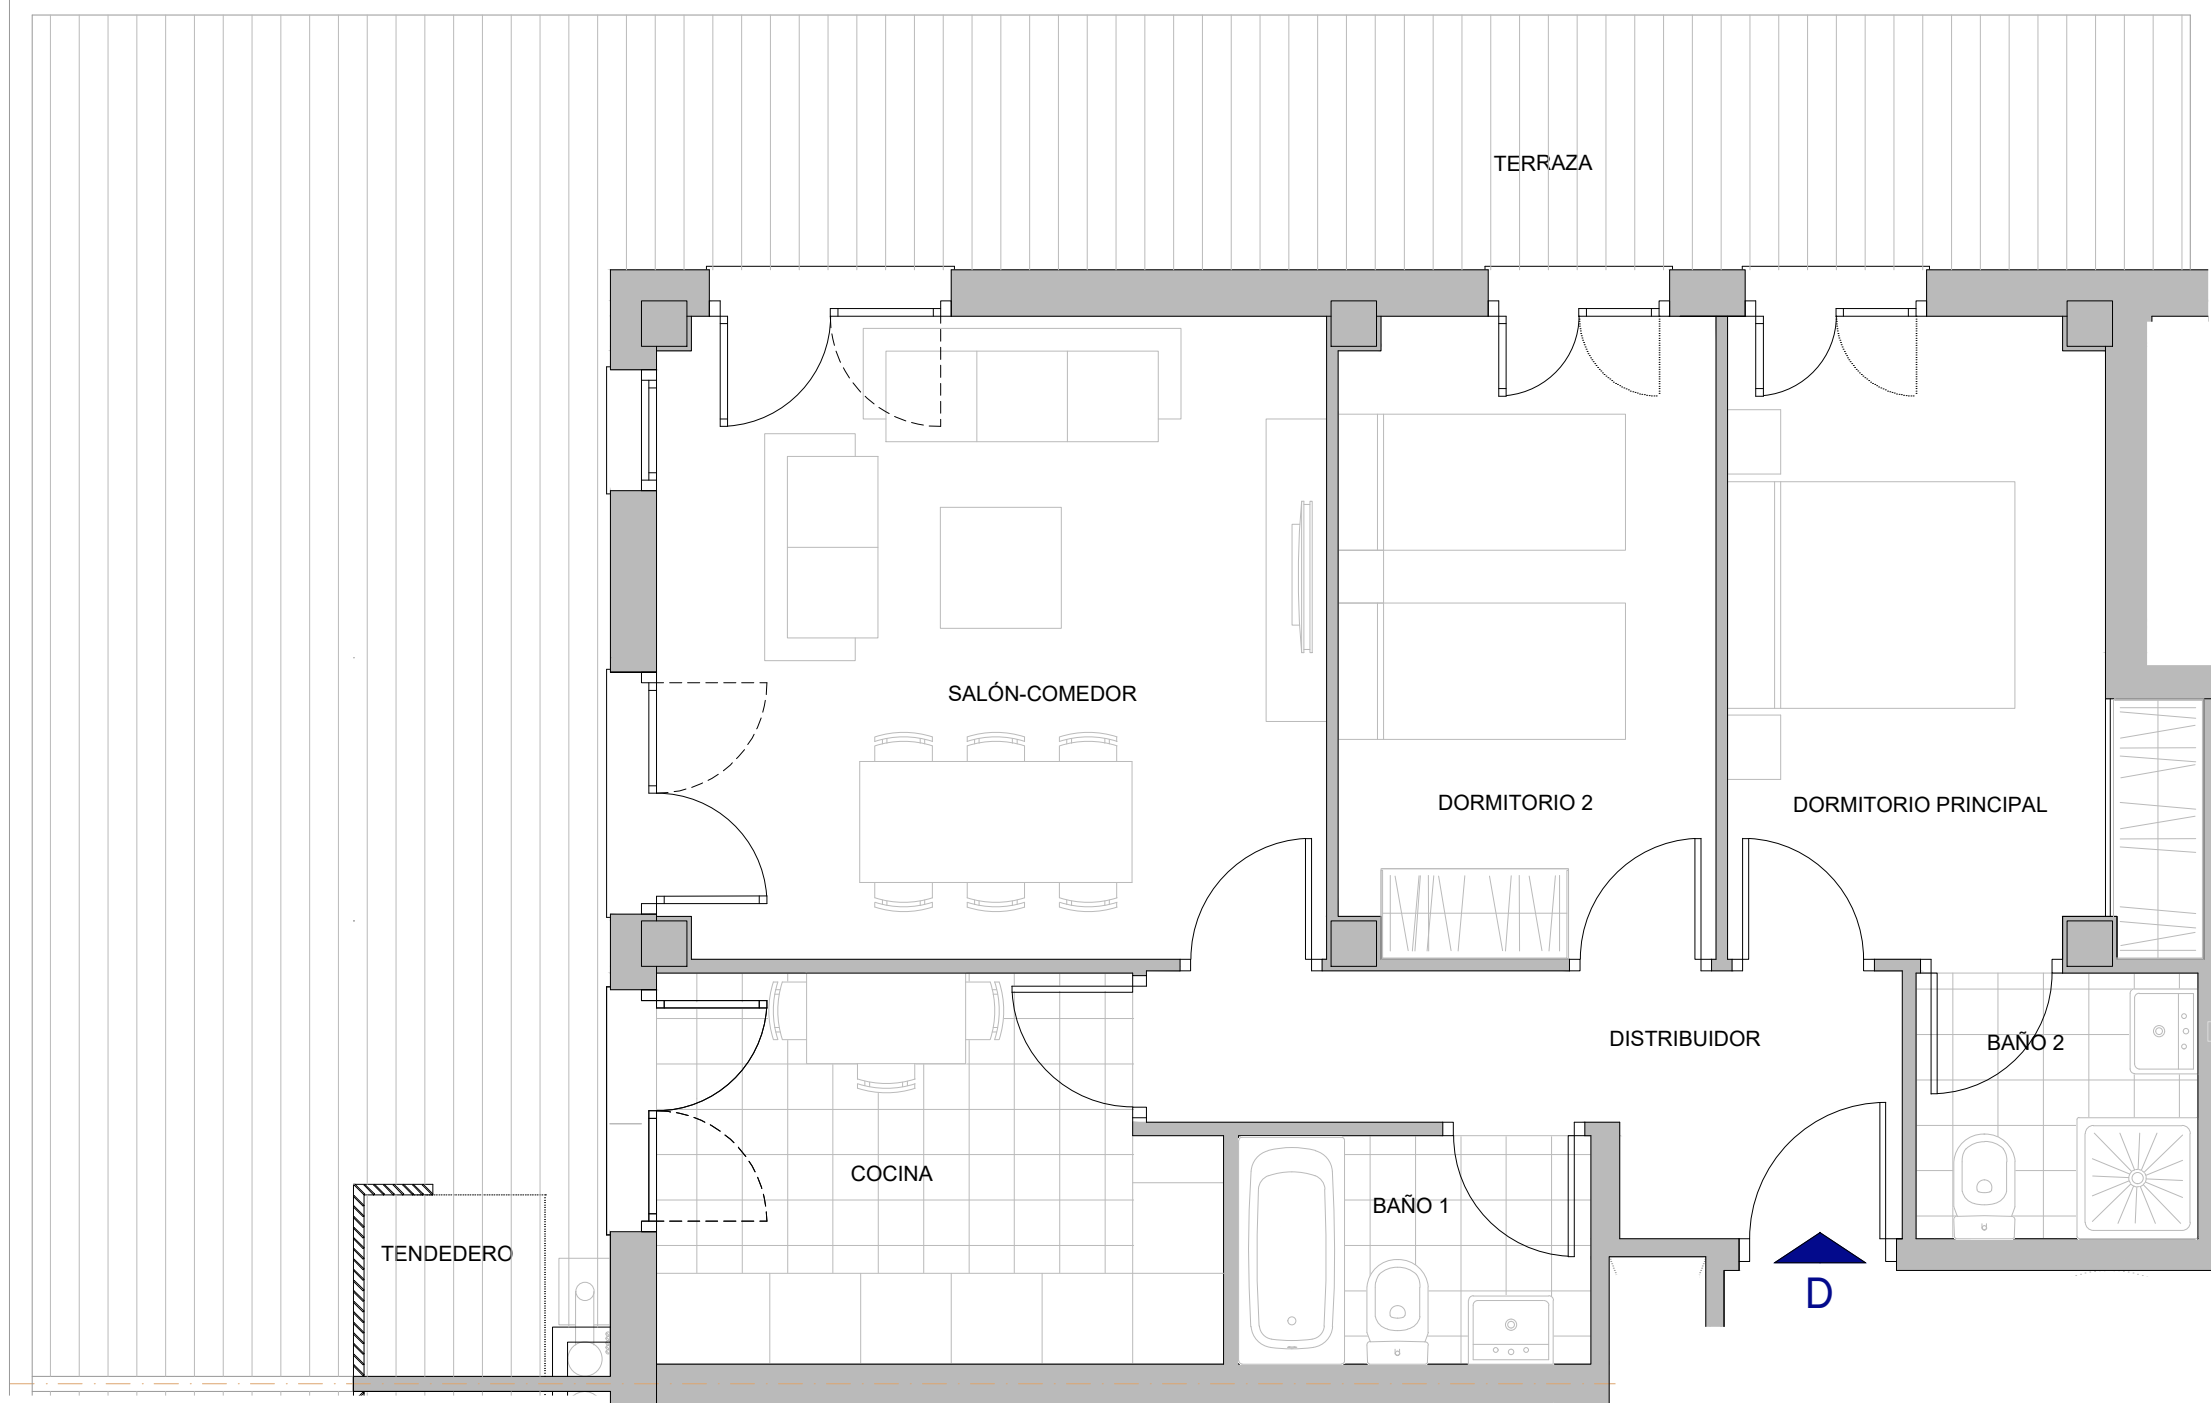 TERRAZA
SALÓN-COMEDOR
DORMITORIO 2
DORMITORIO PRINCIPAL
DISTRIBUIDOR
BAÑO 2
COCINA
BAÑO 1
TENDEDERO
D